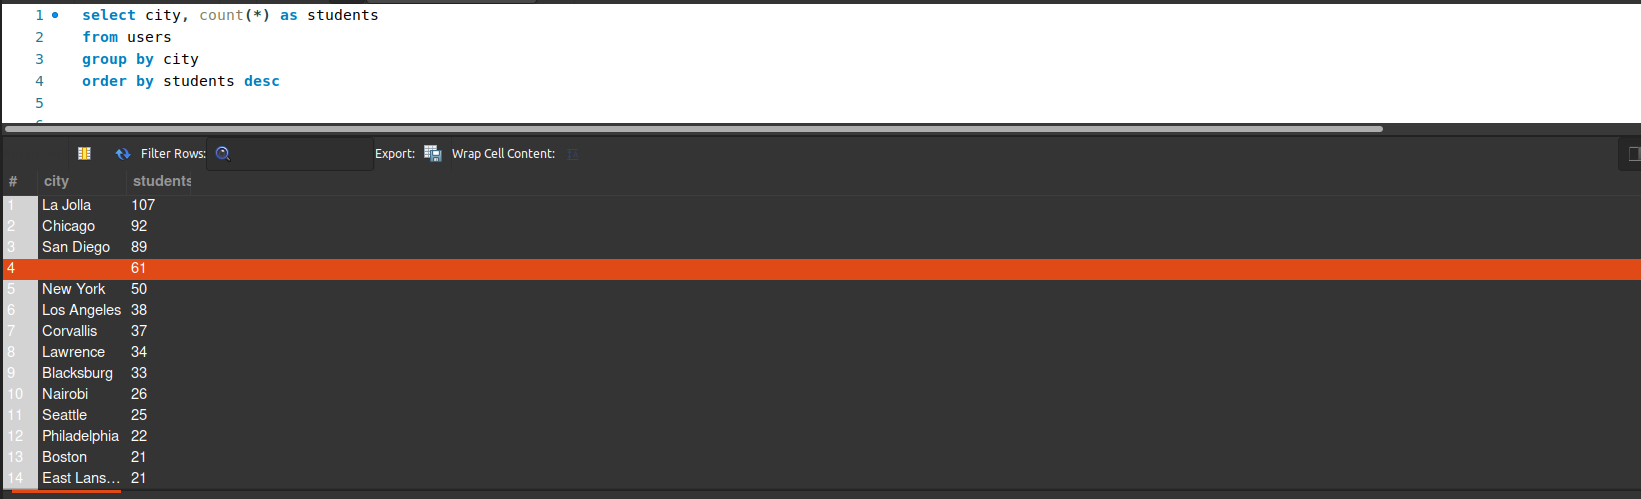 1 select city, count(*) as students
2 from users
3 group by city
4 order by students desc
5
Filter Rows: Export: Wrap Cell Content:
# city students
1 La Jolla 107
2 Chicago 92
3 San Diego 89
4 61
5 New York 50
6 Los Angeles 38
7 Corvallis 37
8 Lawrence 34
9 Blacksburg 33
10 Nairobi 26
11 Seattle 25
12 Philadelphia 22
13 Boston 21
14 East Lans... 21